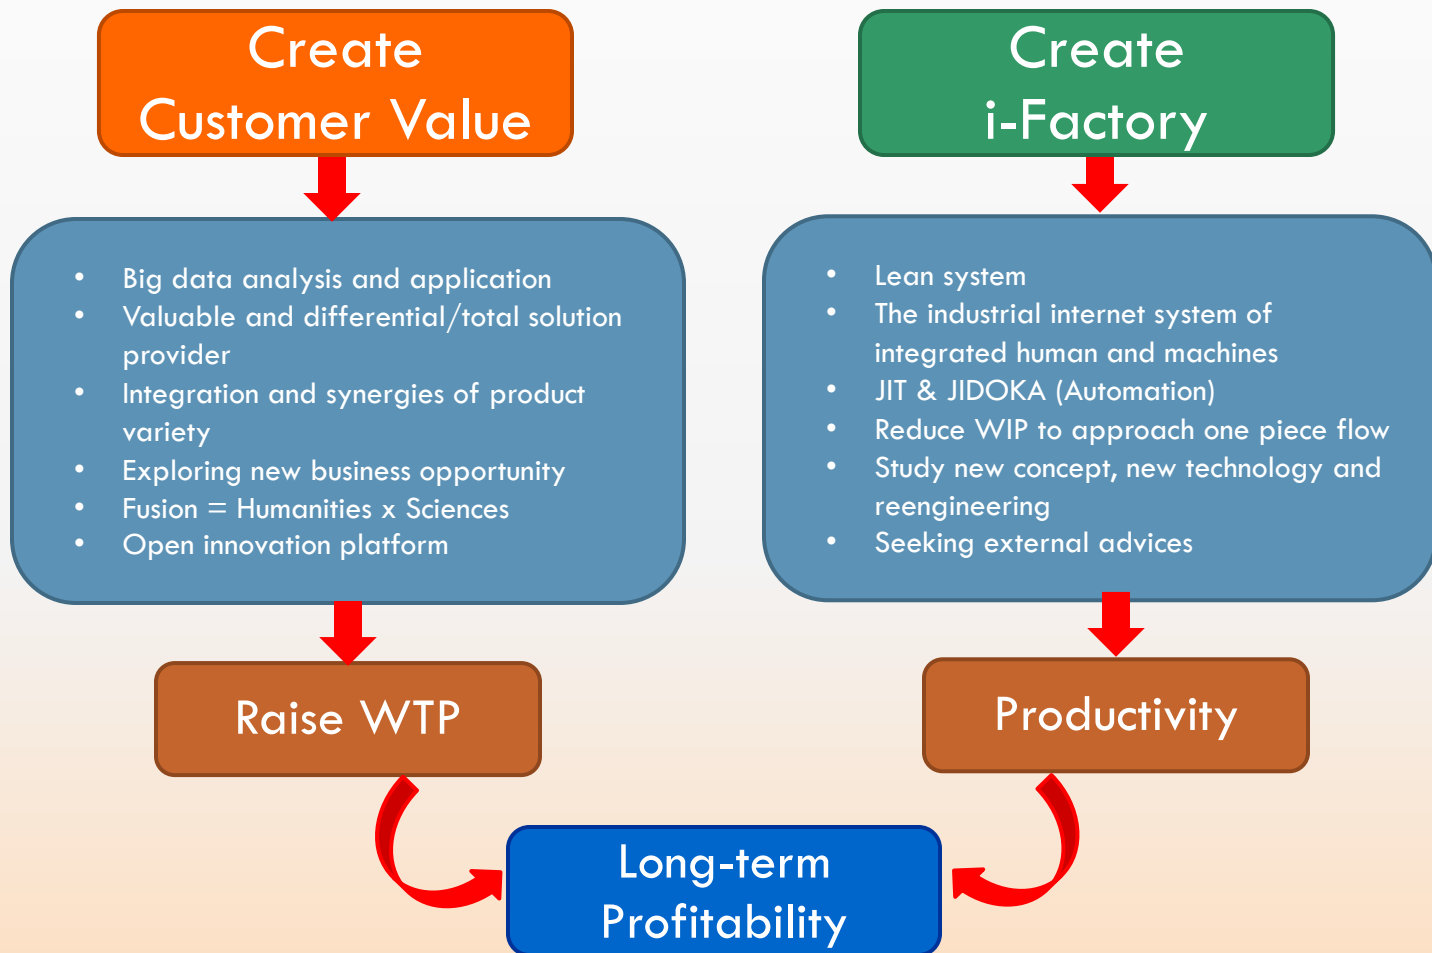 Create
Customer Value
• Big data analysis and application
• Valuable and differential/total solution
provider
• Integration and synergies of product
variety
• Exploring new business opportunity
• Fusion = Humanities x Sciences
• Open innovation platform
Raise WTP
Create
i-Factory
• Lean system
• The industrial internet system of
integrated human and machines
• JIT & JIDOKA (Automation)
• Reduce WIP to approach one piece flow
• Study new concept, new technology and
reengineering
• Seeking external advices
Productivity
Long-term
Profitability